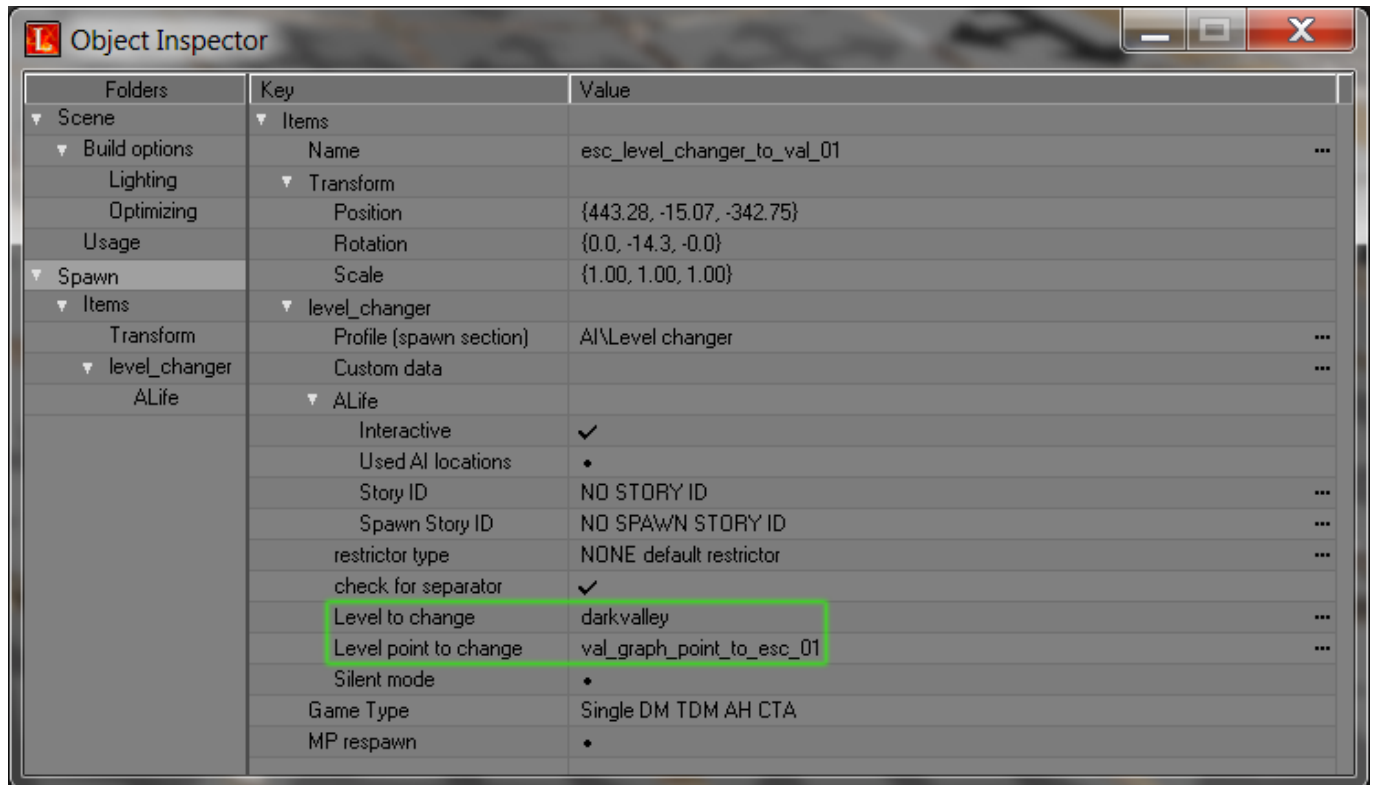 L Object Inspector
Folders Key Value
Scene Items
Build options Name esc_level_changer_to_val_01 ...
Lighting Transform
Optimizing Position {443.28, -15.07, -342.75}
Usage Rotation {0.0, -14.3, -0.0}
Spawn Scale {1.00, 1.00, 1.00}
Items level_changer
Transform Profile (spawn section) AI\Level changer ...
level_changer Custom data ...
ALife ALife
Interactive
Used AI locations
Story ID NO STORY ID ...
Spawn Story ID NO SPAWN STORY ID ...
restrictor type NONE default restrictor ...
check for separator
Level to change darkvalley ...
Level point to change val_graph_point_to_esc_01 ...
Silent mode
Game Type Single DM TDM AH CTA
MP respawn